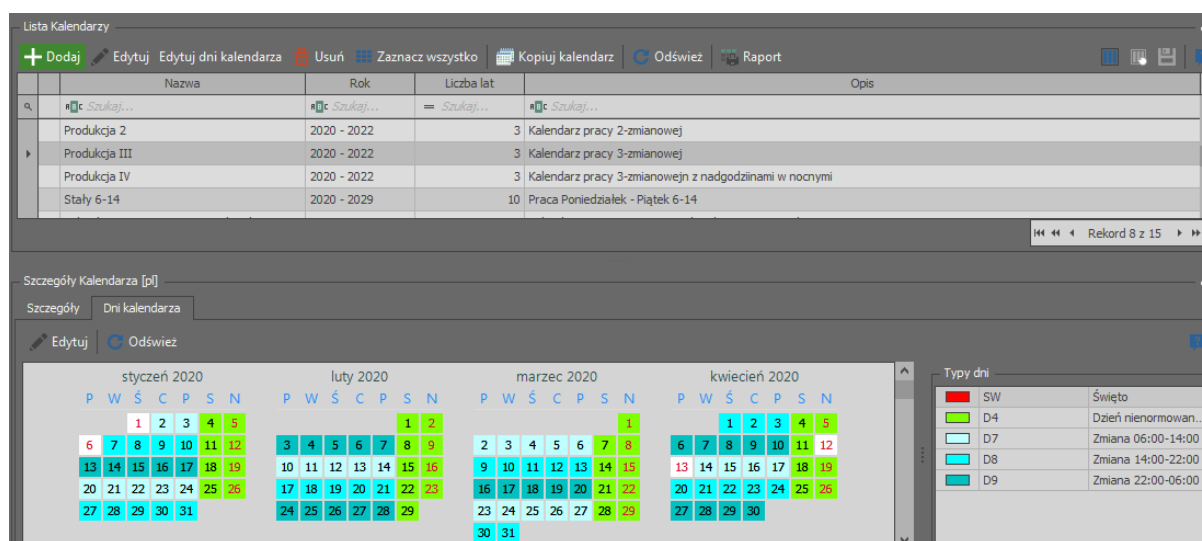 Lista Kalendarzy
Dodaj Edytuj Edytuj dni kalendarza Usuń Zaznacz wszystko Kopiuj kalendarz Odśwież Raport
Nazwa Rok Liczba lat Opis
ABC Szukaj... ABC Szukaj... = Szukaj... ABC Szukaj...
Produkcja 2 2020 - 2022 3 Kalendarz pracy 2-zmianowej
Produkcja III 2020 - 2022 3 Kalendarz pracy 3-zmianowej
Produkcja IV 2020 - 2022 3 Kalendarz pracy 3-zmianowejn z nadgodziinami w nocnymi
Stały 6-14 2020 - 2029 10 Praca Poniedziałek - Piątek 6-14
Rekord 8 z 15
Szczegóły Kalendarza [pl]
Szczegóły Dni kalendarza
Edytuj Odśwież
styczeń 2020
P W Ś C P S N
1 2 3 4 5
6 7 8 9 10 11 12
13 14 15 16 17 18 19
20 21 22 23 24 25 26
27 28 29 30 31
luty 2020
P W Ś C P S N
1 2
3 4 5 6 7 8 9
10 11 12 13 14 15 16
17 18 19 20 21 22 23
24 25 26 27 28 29
marzec 2020
P W Ś C P S N
1
2 3 4 5 6 7 8
9 10 11 12 13 14 15
16 17 18 19 20 21 22
23 24 25 26 27 28 29
30 31
kwiecień 2020
P W Ś C P S N
1 2 3 4 5
6 7 8 9 10 11 12
13 14 15 16 17 18 19
20 21 22 23 24 25 26
27 28 29 30
Typy dni
SW Święto
D4 Dzień nienormowan...
D7 Zmiana 06:00-14:00
D8 Zmiana 14:00-22:00
D9 Zmiana 22:00-06:00